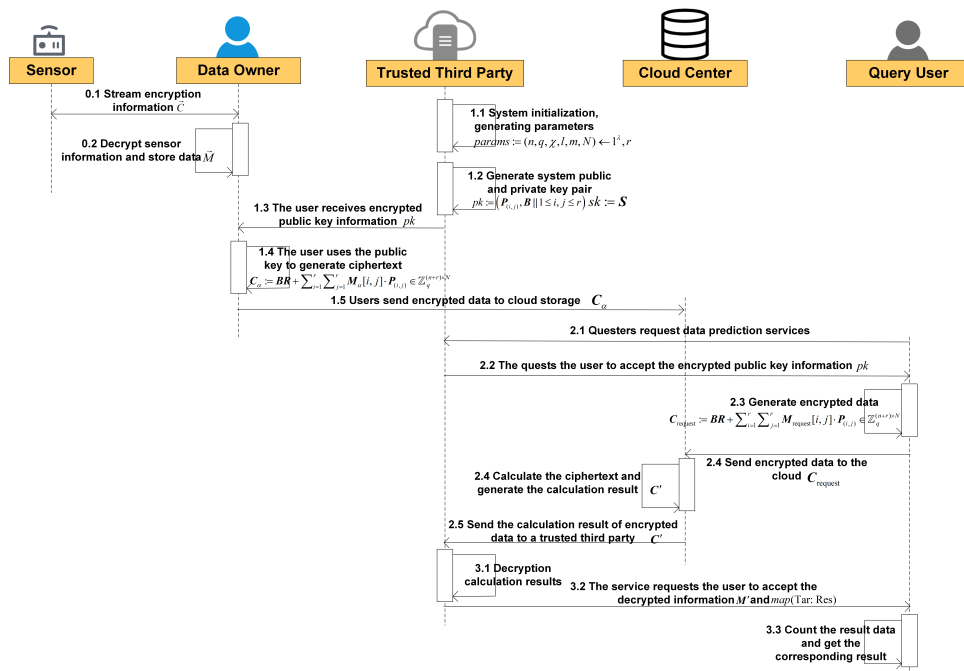 Sensor
Data Owner
Trusted Third Party
Cloud Center
Query User
0.1 Stream encryption
information C⃗
0.2 Decrypt sensor
information and store data M⃗
1.1 System initialization,
generating parameters
params := (n, q, χ, l, m, N) ← 1^λ, r
1.2 Generate system public
and private key pair
pk := (P_(i,j), B || 1 ≤ i, j ≤ r) sk := S
1.3 The user receives encrypted
public key information pk
1.4 The user uses the public
key to generate ciphertext
C_α := BR + ∑_{i=1}^{r} ∑_{j=1}^{r} M_α[i, j] · P_(i,j) ∈ ℤ_q^{(n+r)×N}
1.5 Users send encrypted data to cloud storage C_α
2.1 Questers request data prediction services
2.2 The quests the user to accept the encrypted public key information pk
2.3 Generate encrypted data
C_request := BR + ∑_{i=1}^{r} ∑_{j=1}^{r} M_request[i, j] · P_(i,j) ∈ ℤ_q^{(n+r)×N}
2.4 Send encrypted data to the
cloud C_request
2.4 Calculate the ciphertext and
generate the calculation result C'
2.5 Send the calculation result of encrypted
data to a trusted third party C'
3.1 Decryption
calculation results
3.2 The service requests the user to accept the
decrypted information M' and map(Tar: Res)
3.3 Count the result data
and get the
corresponding result